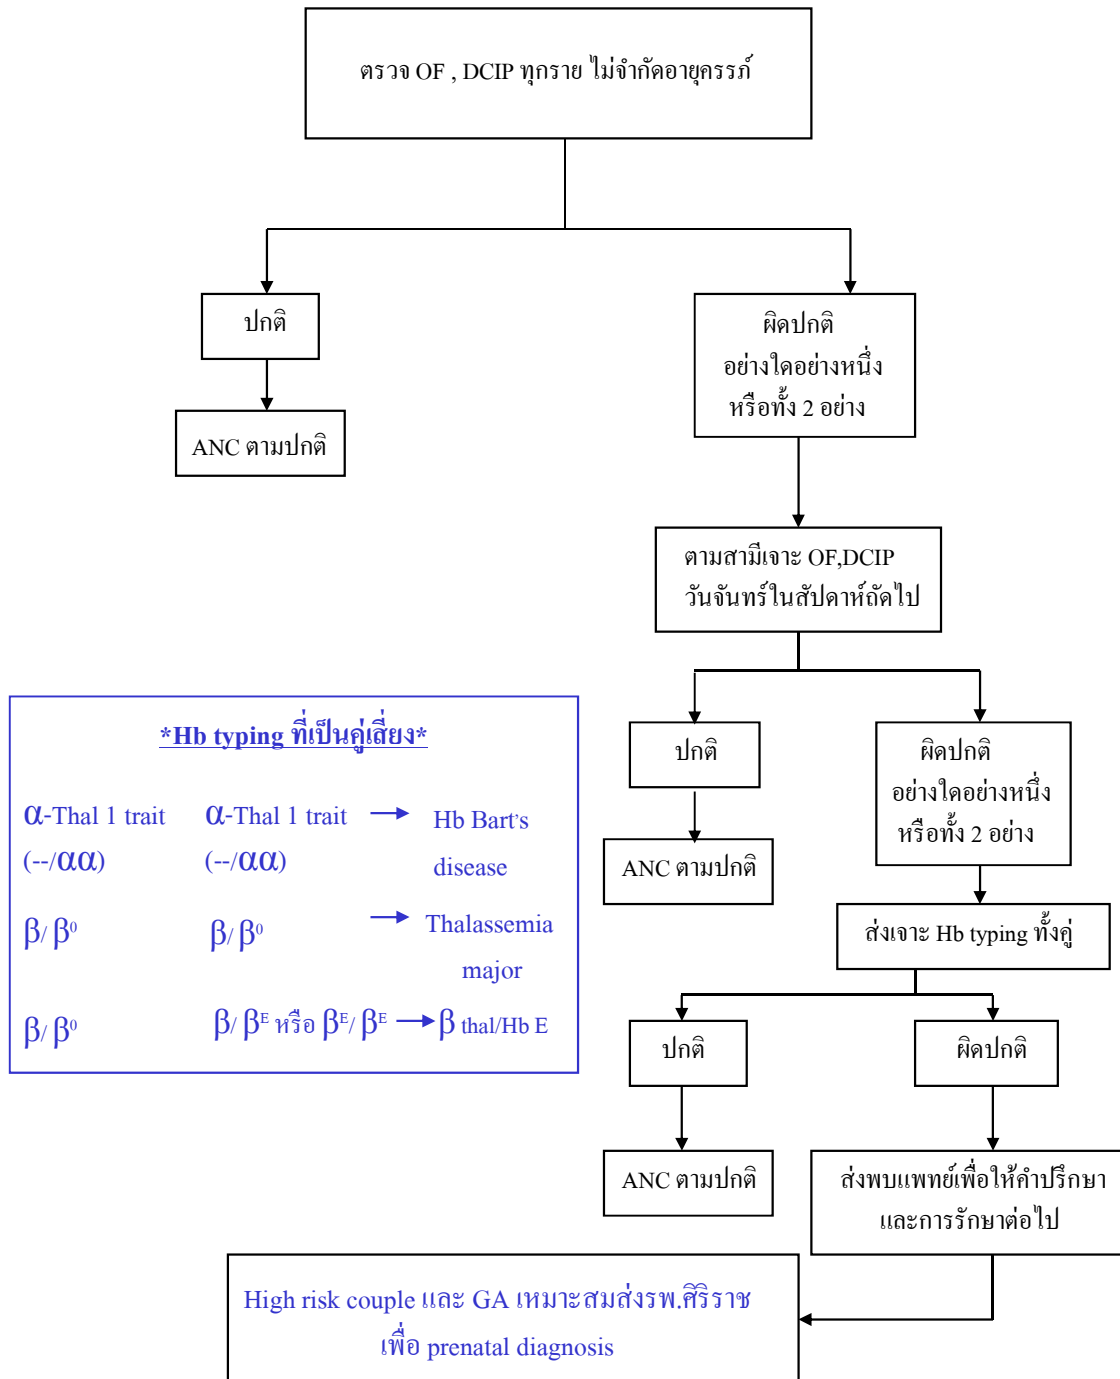 ตรวจ OF , DCIP ทุกราย ไม่จำกัดอายุครรภ์
ปกติ
ANC ตามปกติ
ผิดปกติ
อย่างใดอย่างหนึ่ง
หรือทั้ง 2 อย่าง
ตามสามีเจาะ OF,DCIP
วันจันทร์ในสัปดาห์ถัดไป
ปกติ
ANC ตามปกติ
ผิดปกติ
อย่างใดอย่างหนึ่ง
หรือทั้ง 2 อย่าง
ส่งเจาะ Hb typing ทั้งคู่
ปกติ
ANC ตามปกติ
ผิดปกติ
ส่งพบแพทย์เพื่อให้คำปรึกษา
และการรักษาต่อไป
High risk couple และ GA เหมาะสมส่งรพ.ศิริราช
เพื่อ prenatal diagnosis
*Hb typing ที่เป็นคู่เสี่ยง*
α-Thal 1 trait α-Thal 1 trait → Hb Bart's
(--/αα) (--/αα) disease
β/ β⁰ β/ β⁰ → Thalassemia
major
β/ β⁰ β/ βᴱ หรือ βᴱ/ βᴱ → β thal/Hb E